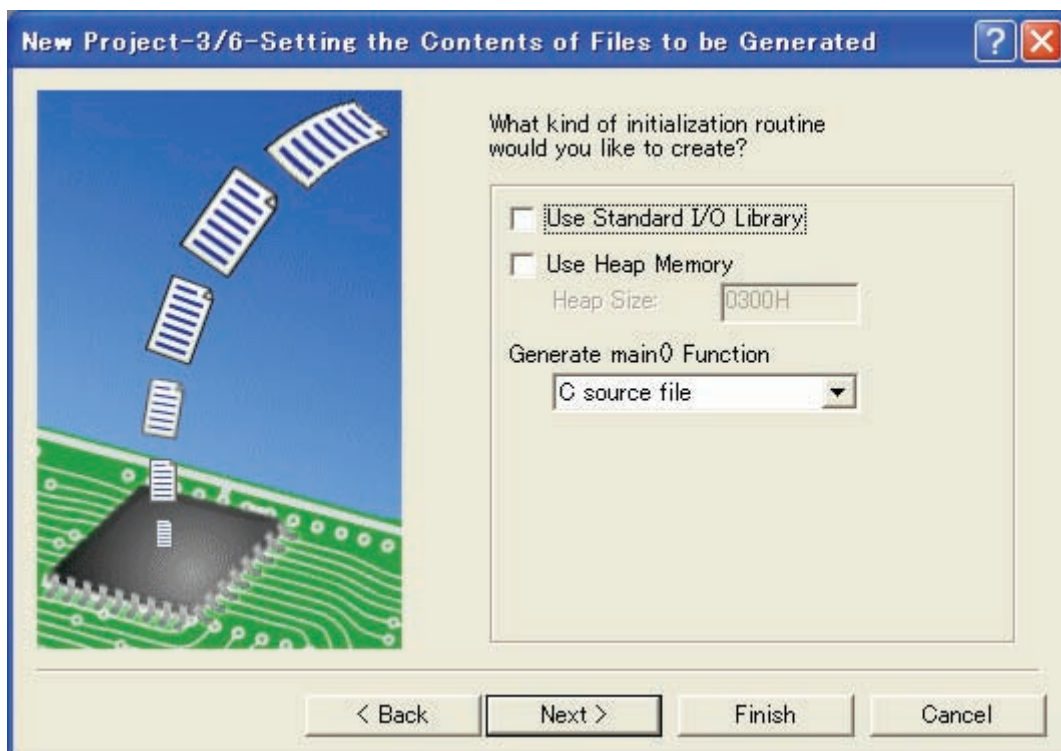 New Project-3/6-Setting the Contents of Files to be Generated
What kind of initialization routine
would you like to create?
Use Standard I/O Library
Use Heap Memory
Heap Size: 0300H
Generate main() Function
C source file
< Back Next > Finish Cancel